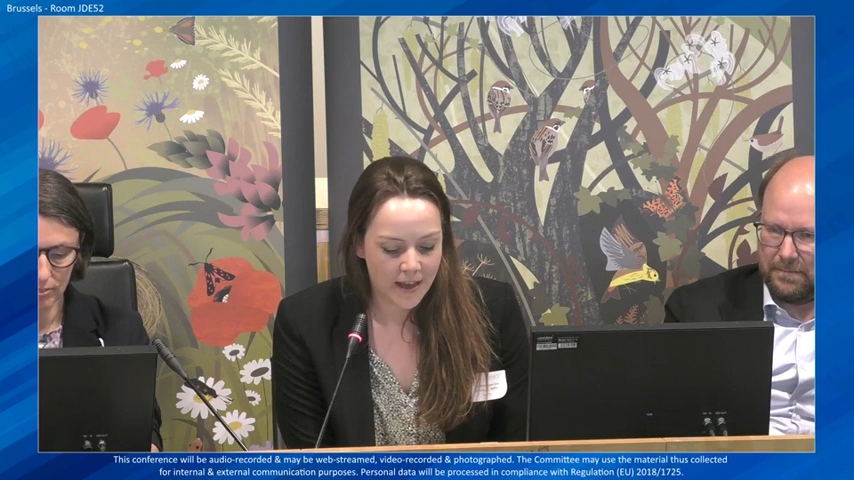 Brussels - Room JDE52
This conference will be audio-recorded & may be web-streamed, video-recorded & photographed. The Committee may use the material thus collected
for internal & external communication purposes. Personal data will be processed in compliance with Regulation (EU) 2018/1725.